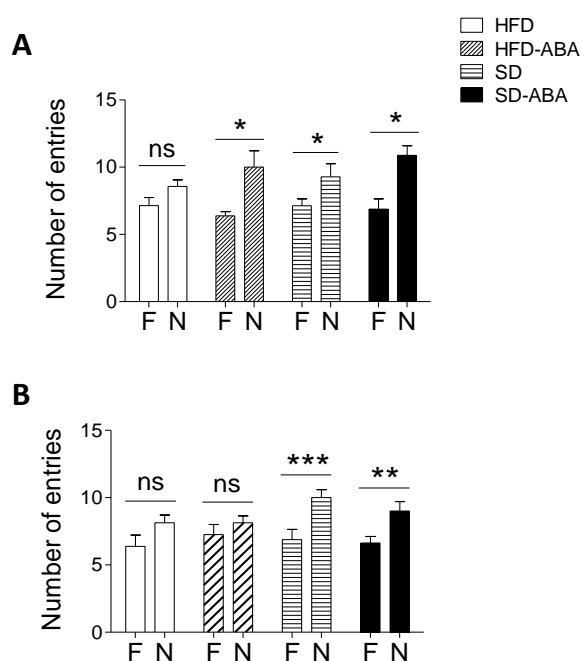 HFD
HFD-ABA
SD
SD-ABA
A
Number of entries
15
10
5
0
ns
*
*
*
F N F N F N F N
B
Number of entries
15
10
5
0
ns
ns
***
**
F N F N F N F N